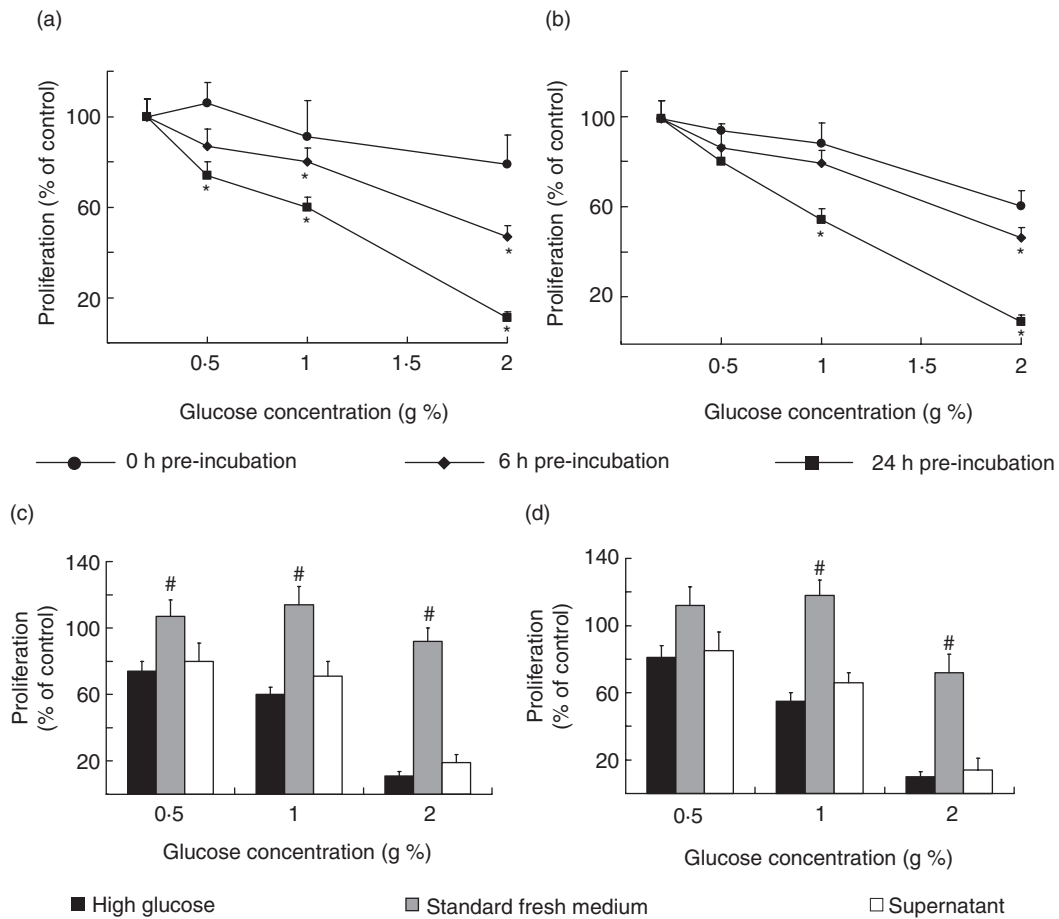 (a)
(b)
Proliferation (% of control)
100
60
20
* * * * *
0·5 1 1·5 2
Glucose concentration (g %)
Proliferation (% of control)
100
60
20
* * *
0·5 1 1·5 2
Glucose concentration (g %)
0 h pre-incubation 6 h pre-incubation 24 h pre-incubation
(c)
(d)
Proliferation
(% of control)
140
100
60
20
# # #
0·5 1 2
Glucose concentration (g %)
Proliferation
(% of control)
140
100
60
20
# #
0·5 1 2
Glucose concentration (g %)
High glucose Standard fresh medium Supernatant